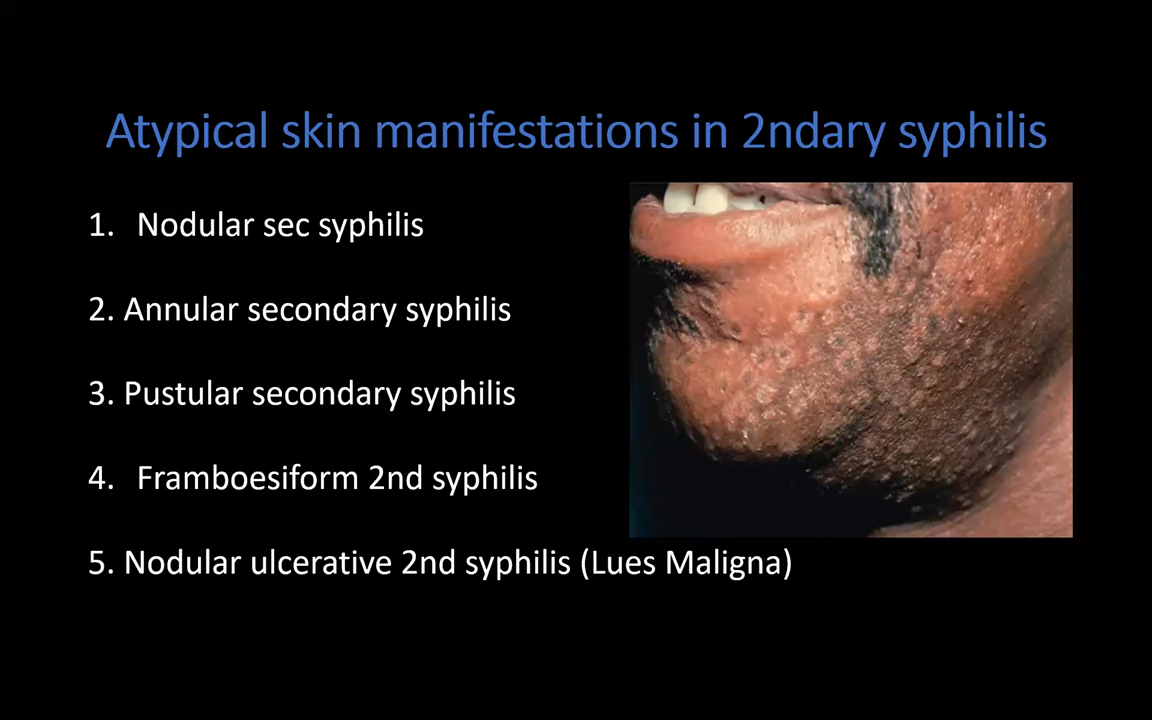 Atypical skin manifestations in 2ndary syphilis
1. Nodular sec syphilis
2. Annular secondary syphilis
3. Pustular secondary syphilis
4. Framboesiform 2nd syphilis
5. Nodular ulcerative 2nd syphilis (Lues Maligna)